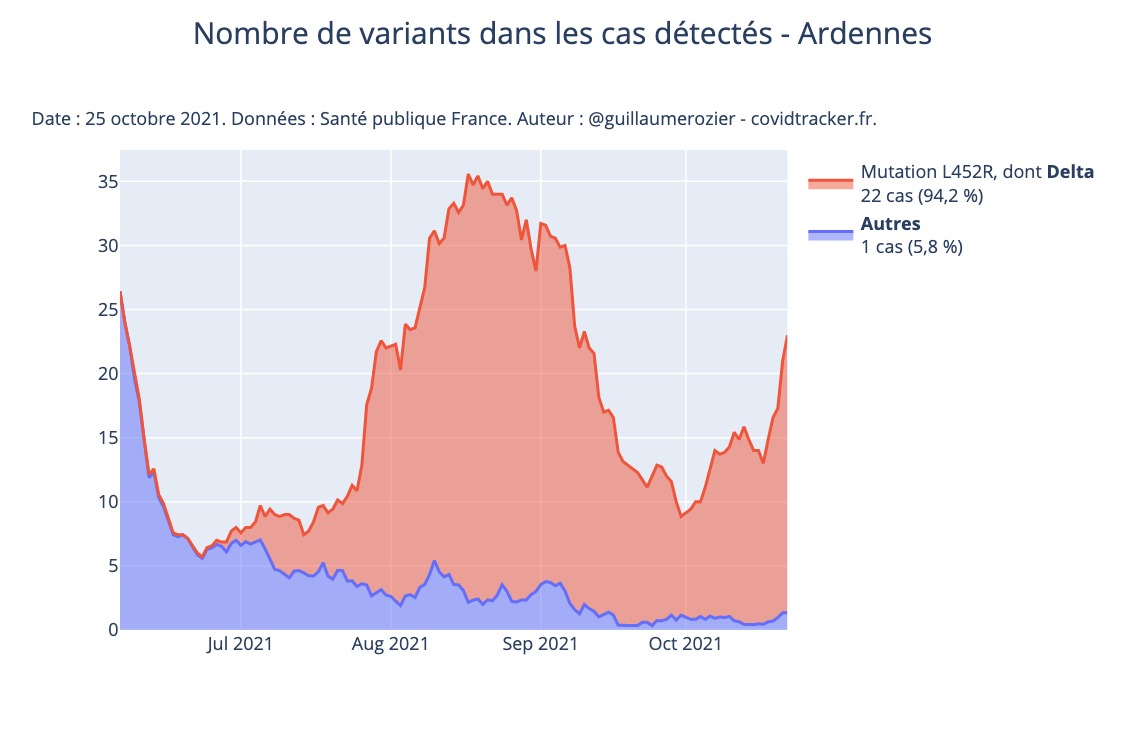 Nombre de variants dans les cas détectés - Ardennes
Date : 25 octobre 2021. Données : Santé publique France. Auteur : @guillaumerozier - covidtracker.fr.
Mutation L452R, dont Delta
22 cas (94,2 %)
Autres
1 cas (5,8 %)
35
30
25
20
15
10
5
0
Jul 2021 Aug 2021 Sep 2021 Oct 2021